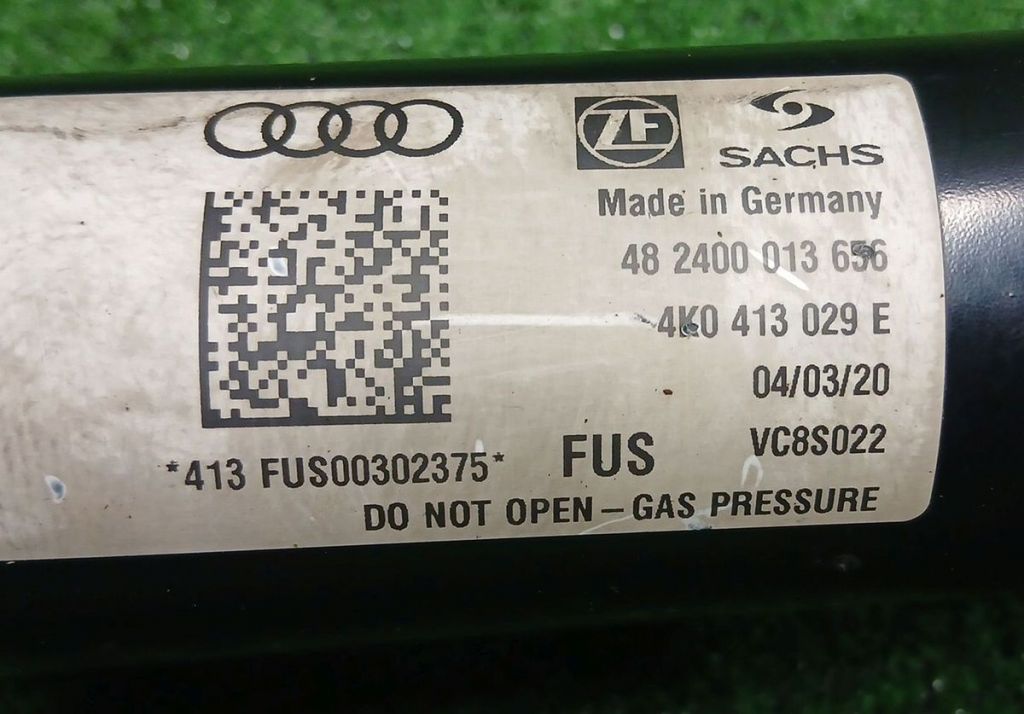 ZF
SACHS
Made in Germany
48 2400 013 656
4K0 413 029 E
04/03/20
VC8S022
FUS
*413 FUS00302375*
DO NOT OPEN – GAS PRESSURE